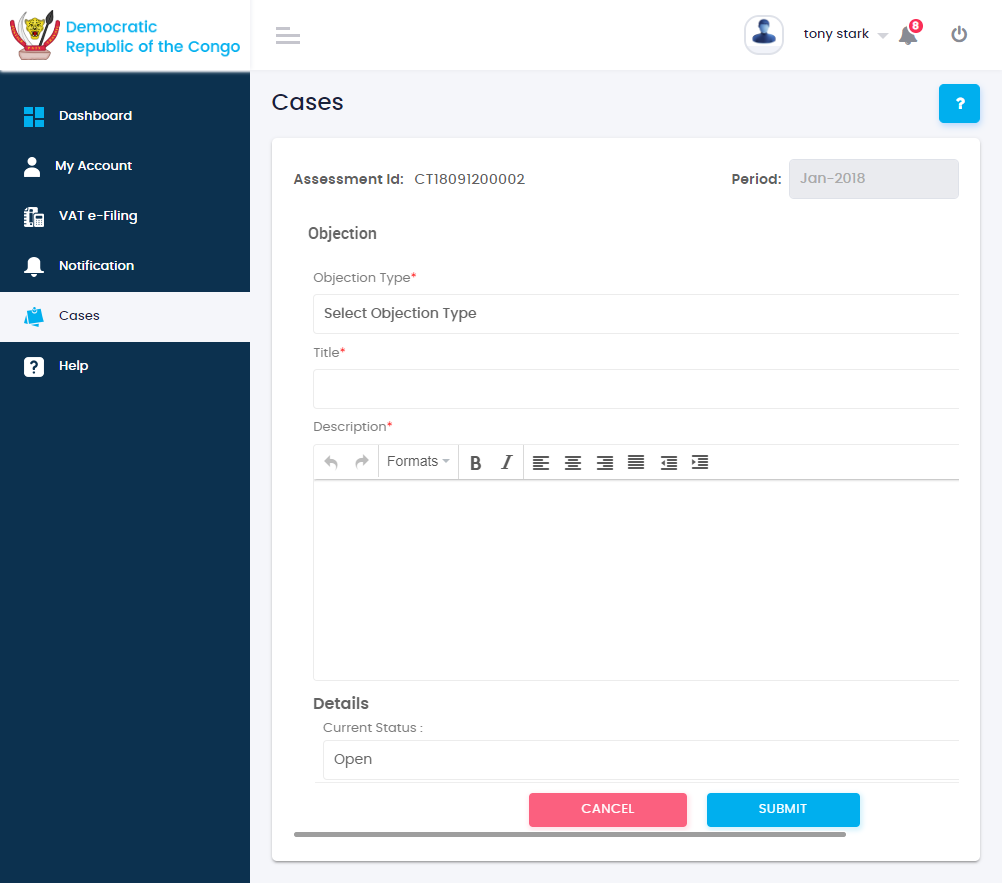 Democratic
Republic of the Congo
tony stark
8
Dashboard
My Account
VAT e-Filing
Notification
Cases
?
Help
Cases
?
Assessment Id: CT18091200002
Period: Jan-2018
Objection
Objection Type*
Select Objection Type
Title*
Description*
Formats B I
Details
Current Status :
Open
CANCEL SUBMIT